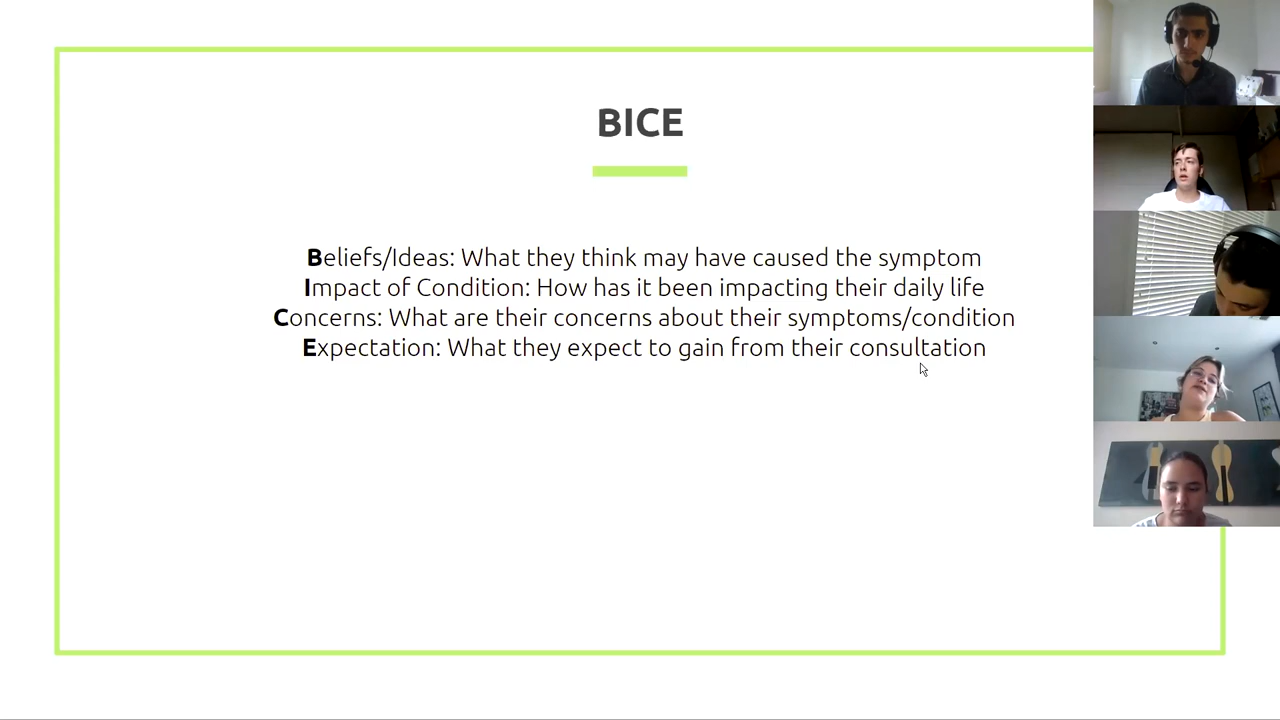 BICE
Beliefs/Ideas: What they think may have caused the symptom
Impact of Condition: How has it been impacting their daily life
Concerns: What are their concerns about their symptoms/condition
Expectation: What they expect to gain from their consultation